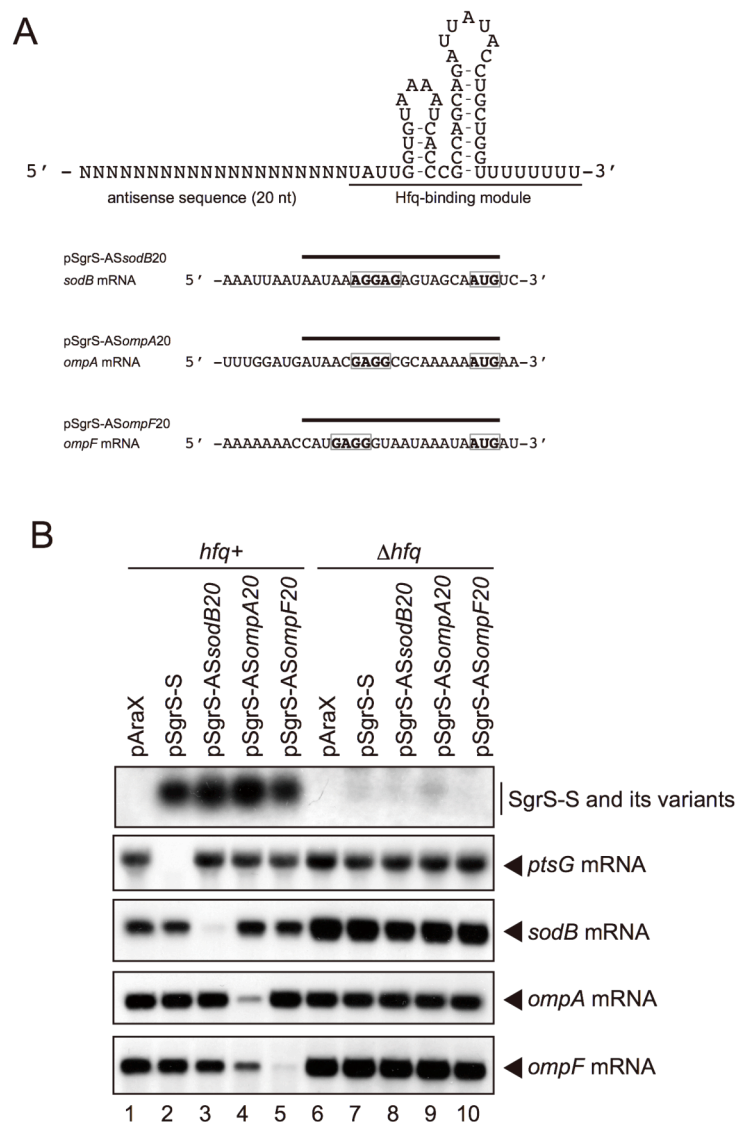 A
U A
U U
U A
A C
G-C
AAA A-U
A A C-G
U U G-C
G-C A-U
U-A C-G
G-C C-G
5′ – NNNNNNNNNNNNNNNNNNNNUAUUG-CCG-UUUUUUUU–3′
antisense sequence (20 nt) Hfq-binding module
pSgrS-ASsodB20
sodB mRNA 5′ –AAAUUAAUAAUAAAGGAGAGUAGCAAUGUC–3′
pSgrS-ASompA20
ompA mRNA 5′ –UUUGGAUGAUAACGAGGCGCAAAAAAUGAA–3′
pSgrS-ASompF20
ompF mRNA 5′ –AAAAAAACCAUGAGGGUAAUAAAUAAUGAU–3′
B
hfq+ Δhfq
pAraX pSgrS-S pSgrS-ASsodB20 pSgrS-ASompA20 pSgrS-ASompF20 pAraX pSgrS-S pSgrS-ASsodB20 pSgrS-ASompA20 pSgrS-ASompF20
SgrS-S and its variants
ptsG mRNA
sodB mRNA
ompA mRNA
ompF mRNA
1 2 3 4 5 6 7 8 9 10